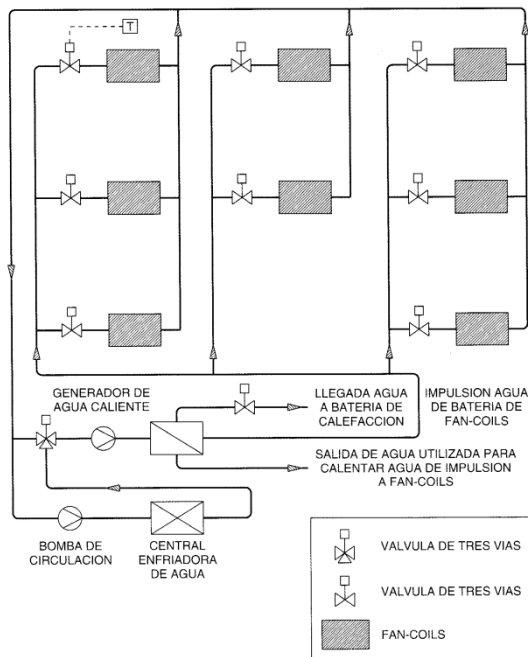 T
GENERADOR DE
AGUA CALIENTE
LLEGADA AGUA
A BATERIA DE
CALEFACCION
IMPULSION AGUA
DE BATERIA DE
FAN-COILS
SALIDA DE AGUA UTILIZADA PARA
CALENTAR AGUA DE IMPULSION
A FAN-COILS
BOMBA DE
CIRCULACION
CENTRAL
ENFRIADORA
DE AGUA
VALVULA DE TRES VIAS
VALVULA DE TRES VIAS
FAN-COILS